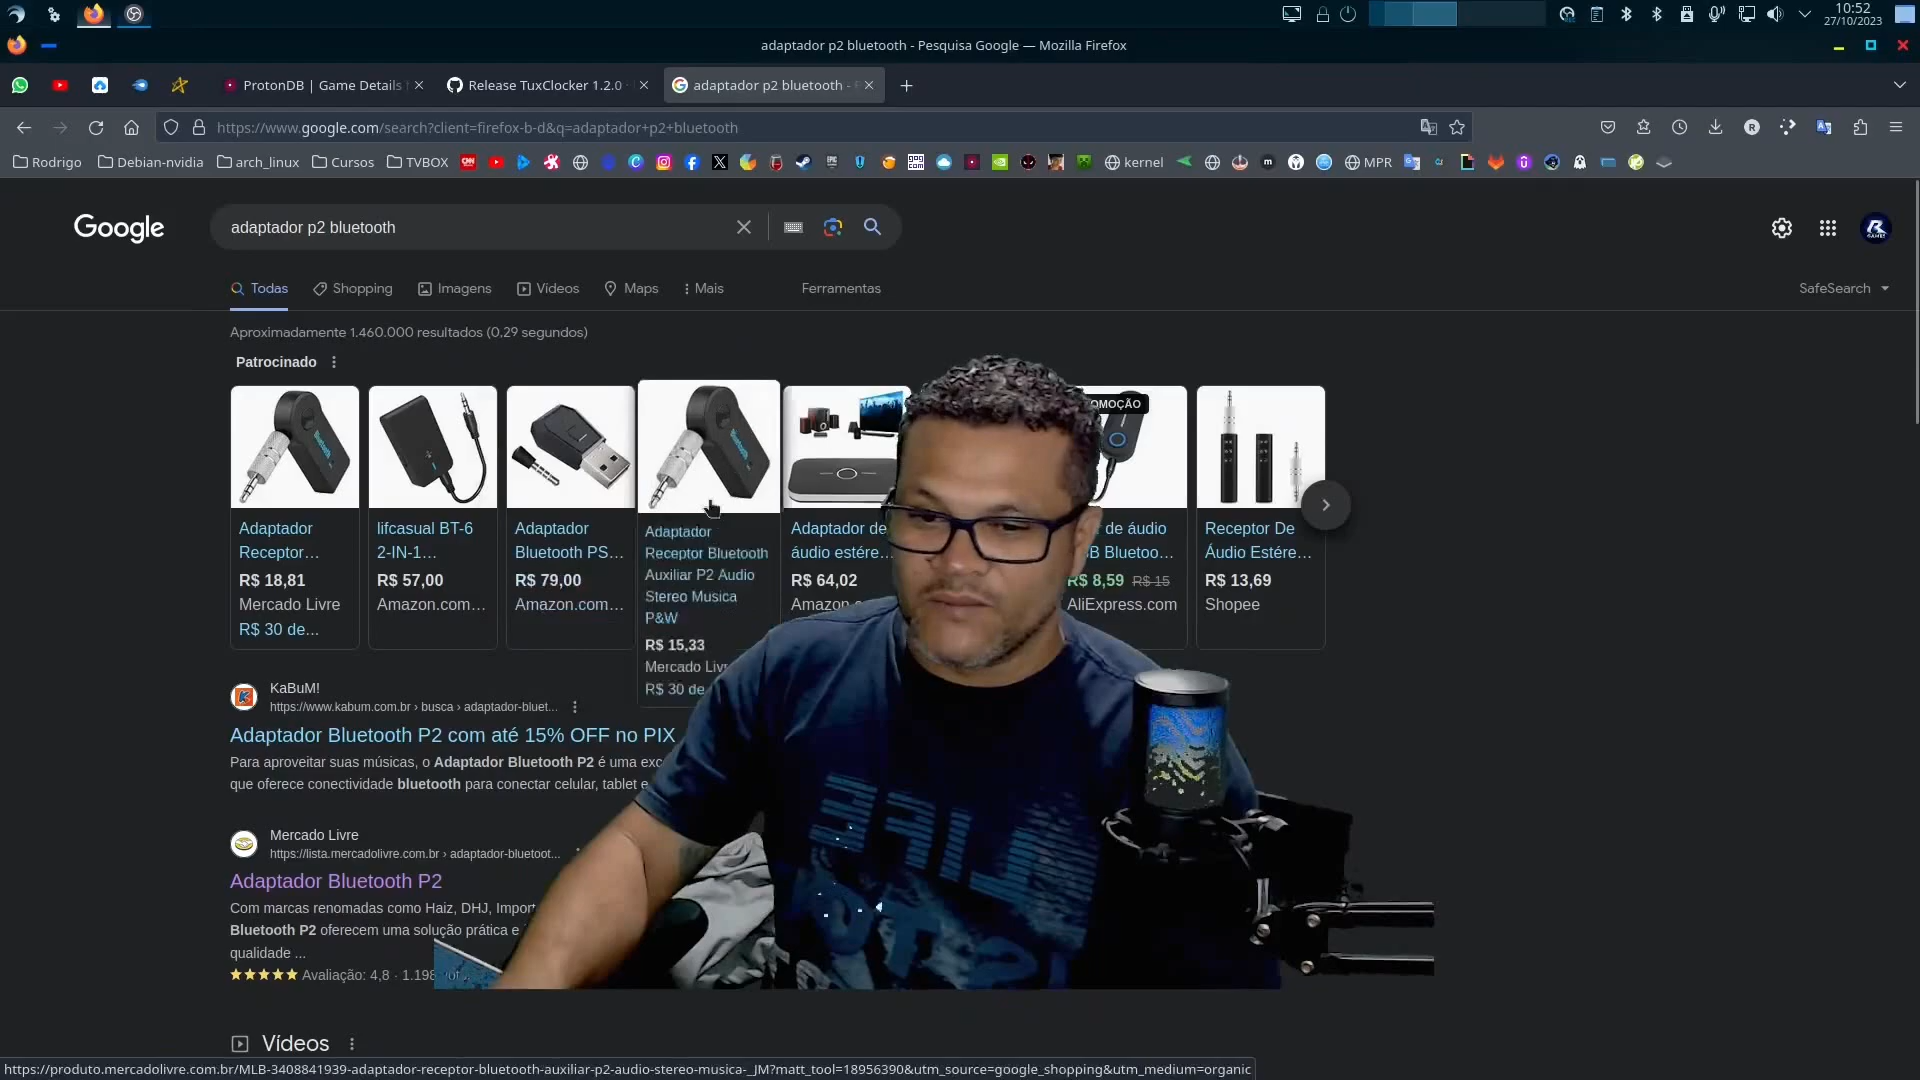 10:52
27/10/2023
adaptador p2 bluetooth - Pesquisa Google — Mozilla Firefox
ProtonDB | Game Details
Release TuxClocker 1.2.0
adaptador p2 bluetooth -
https://www.google.com/search?client=firefox-b-d&q=adaptador+p2+bluetooth
Rodrigo
Debian-nvidia
arch_linux
Cursos
TVBOX
kernel
MPR
Google
adaptador p2 bluetooth
Todas
Shopping
Imagens
Vídeos
Maps
Mais
Ferramentas
SafeSearch
Aproximadamente 1.460.000 resultados (0,29 segundos)
Patrocinado
Adaptador
Receptor...
R$ 18,81
Mercado Livre
R$ 30 de...
lifcasual BT-6
2-IN-1...
R$ 57,00
Amazon.com...
Adaptador
Bluetooth PS...
R$ 79,00
Amazon.com...
Adaptador
Receptor Bluetooth
Auxiliar P2 Audio
Stereo Musica
P&W
R$ 15,33
Mercado Livr
R$ 30 de
Adaptador de
áudio estére...
R$ 64,02
Amazon.c
OMOÇÃO
de áudio
B Bluetoo...
R$ 8,59 R$ 15
AliExpress.com
Receptor De
Áudio Estére...
R$ 13,69
Shopee
KaBuM!
https://www.kabum.com.br › busca › adaptador-bluet...
Adaptador Bluetooth P2 com até 15% OFF no PIX
Para aproveitar suas músicas, o Adaptador Bluetooth P2 é uma exc
que oferece conectividade bluetooth para conectar celular, tablet e
Mercado Livre
https://lista.mercadolivre.com.br › adaptador-bluetoot...
Adaptador Bluetooth P2
Com marcas renomadas como Haiz, DHJ, Import
Bluetooth P2 oferecem uma solução prática e
qualidade ...
Avaliação: 4,8 · 1.198
Vídeos
https://produto.mercadolivre.com.br/MLB-3408841939-adaptador-receptor-bluetooth-auxiliar-p2-audio-stereo-musica-_JM?matt_tool=18956390&utm_source=google_shopping&utm_medium=organic